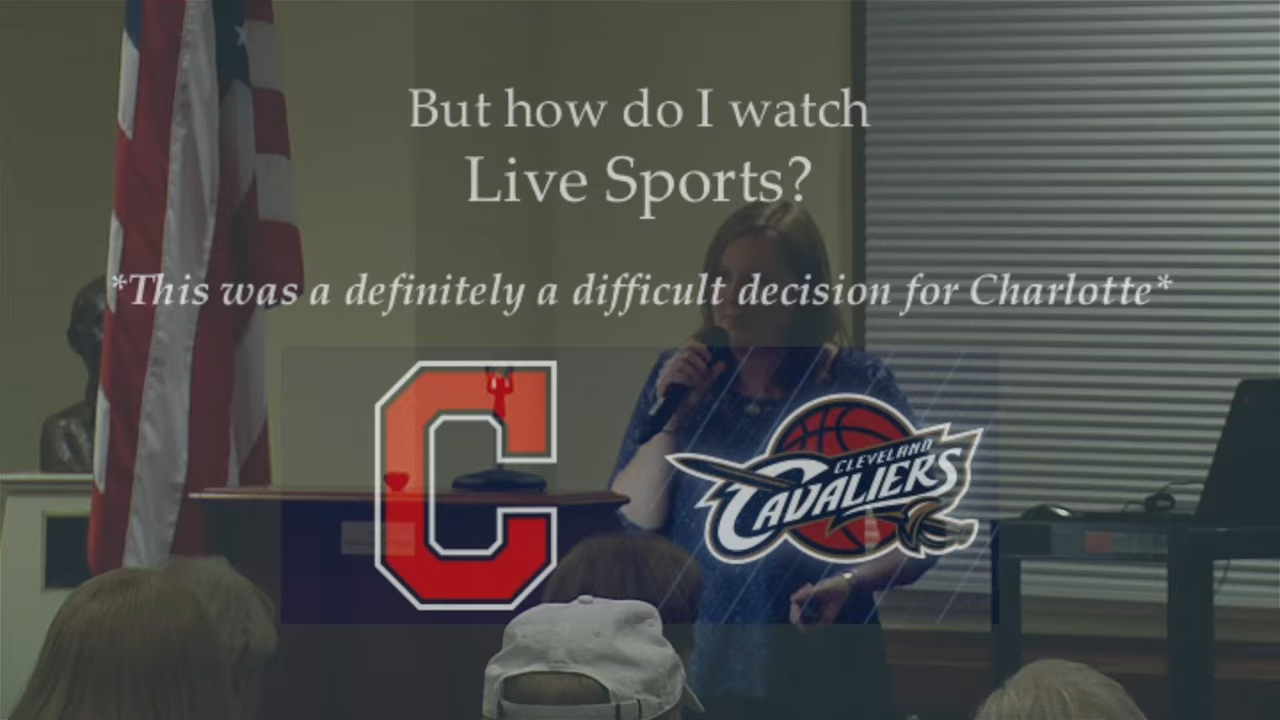 But how do I watch
Live Sports?
*This was a definitely a difficult decision for Charlotte*
C
CLEVELAND
CAVALIERS